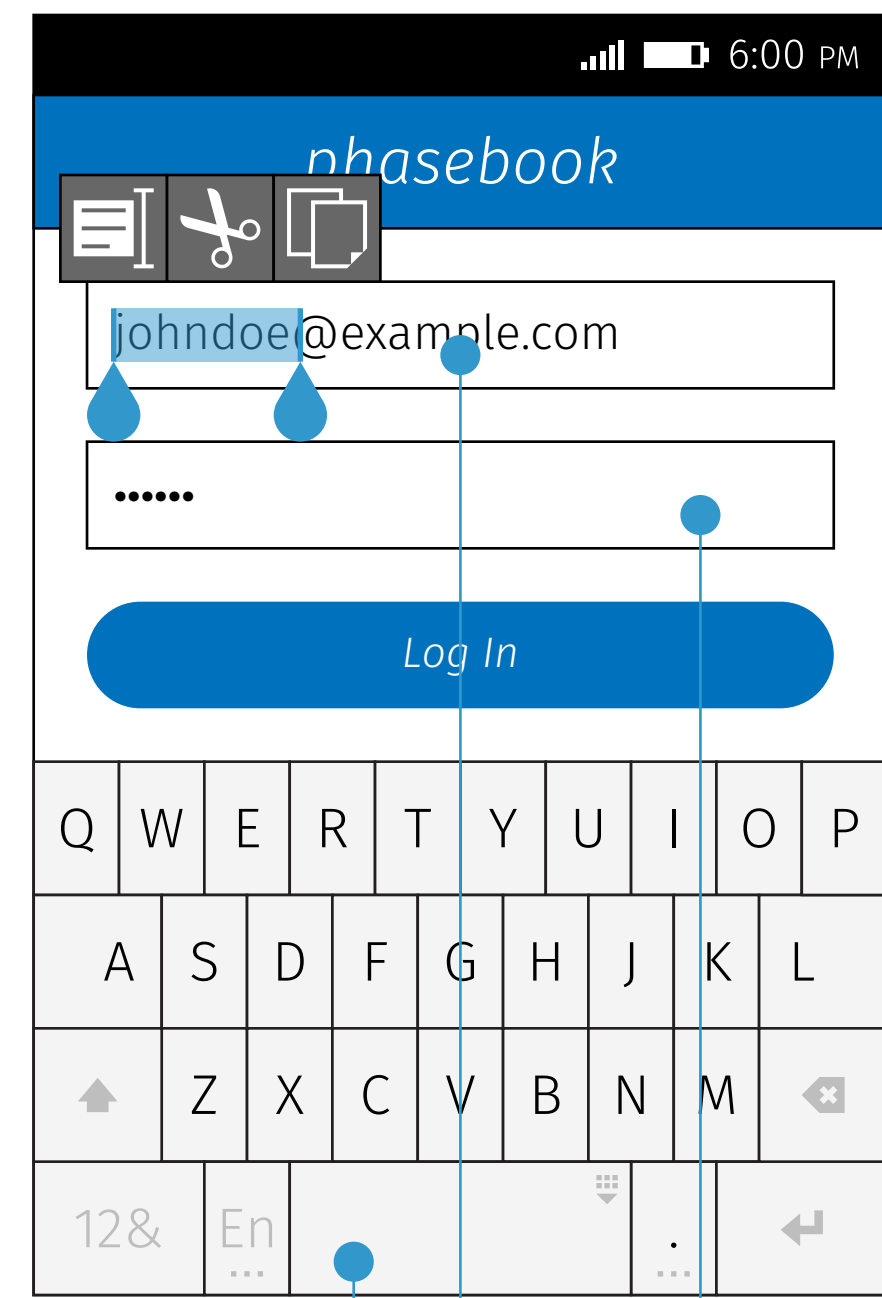 6:00 PM
phasebook
johndoe@example.com
••••••
Log In
Q W E R T Y U I O P
A S D F G H J K L
Z X C V B N M
12& En .